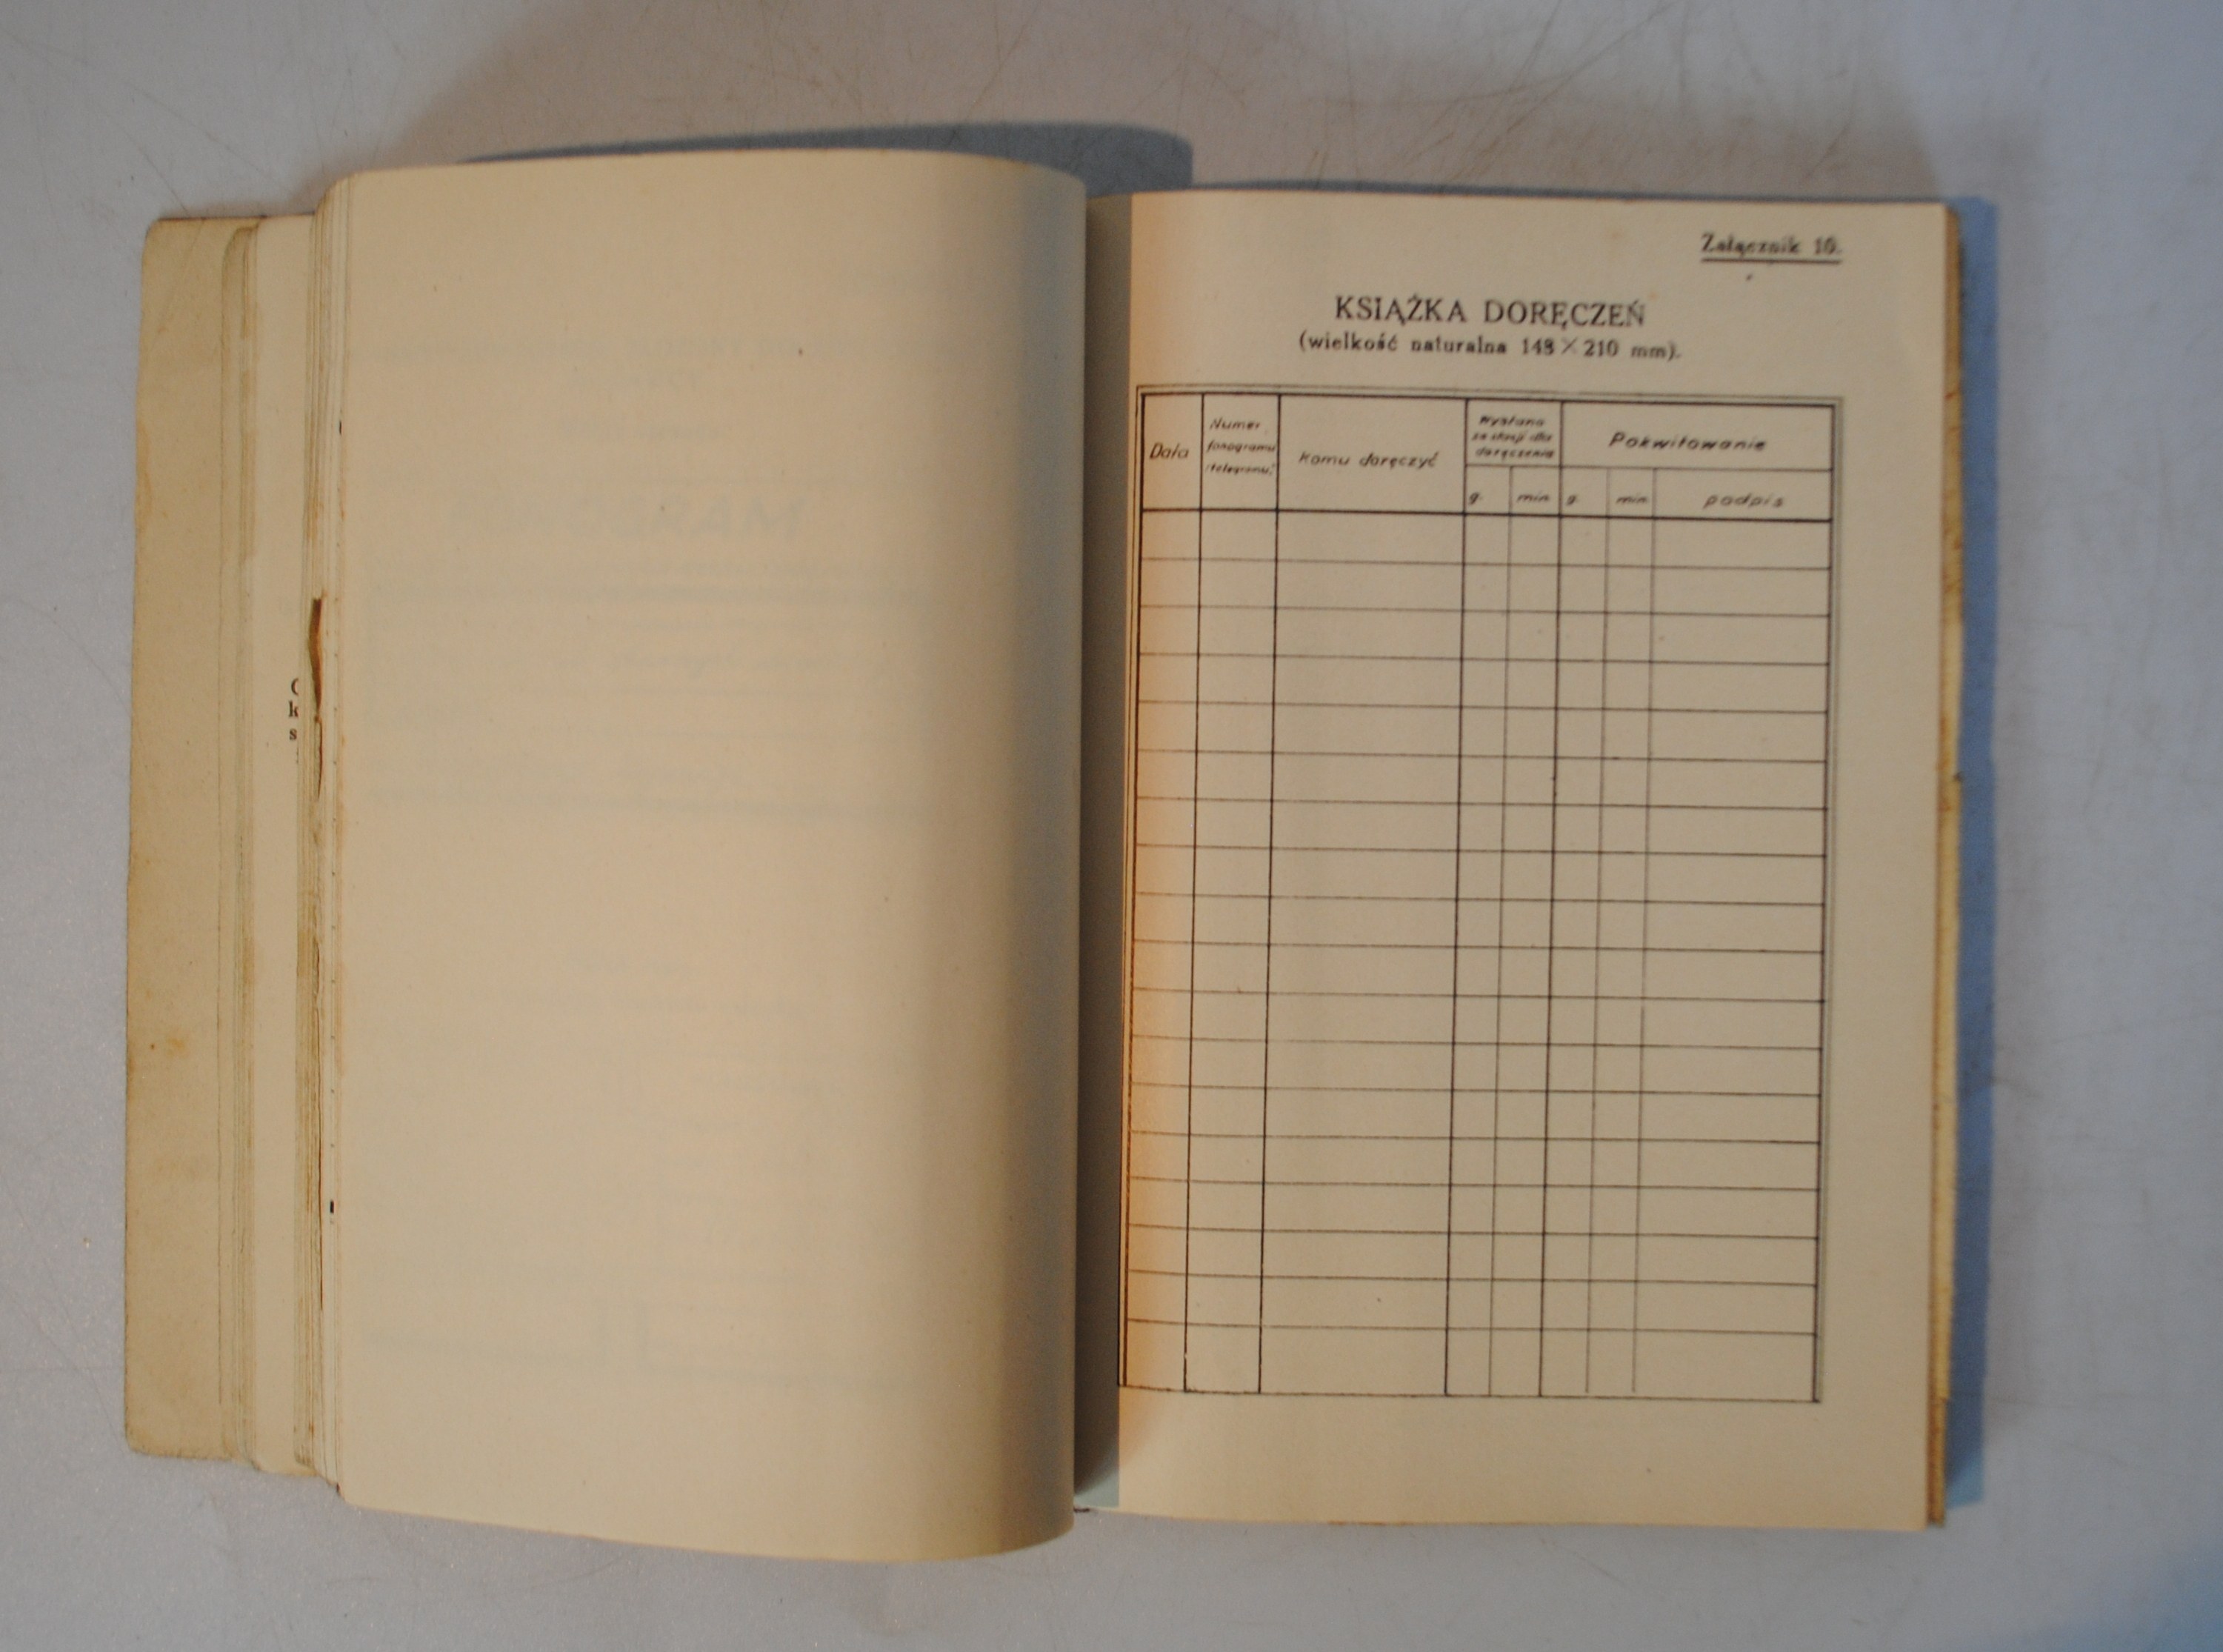 Załącznik 10.
KSIĄŻKA DORĘCZEŃ
(wielkość naturalna 148 × 210 mm).
Data
Numer
fonogramu
(telegramu)
Komu doręczyć
Wysłano
ze stacji dla
doręczenia
Pokwitowanie
g.
min
g.
min
podpis
k
s